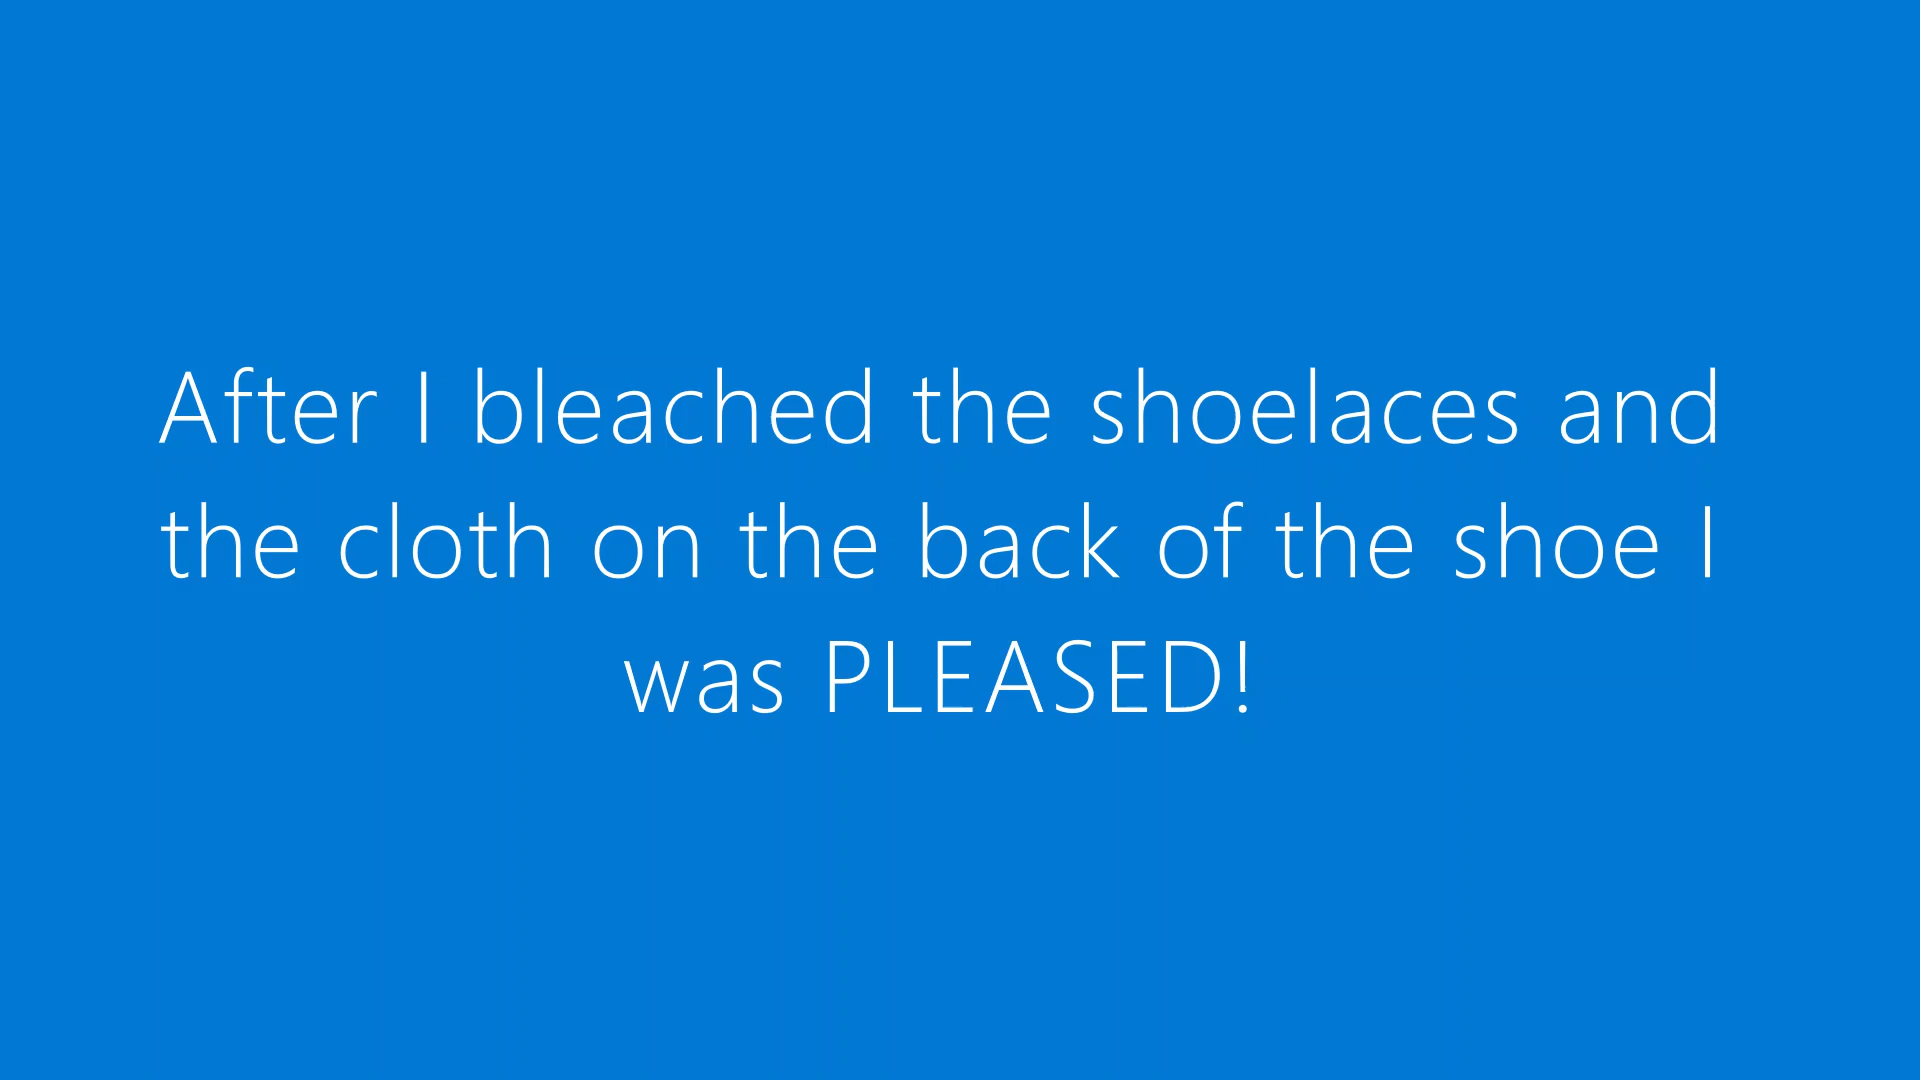 After I bleached the shoelaces and
the cloth on the back of the shoe I
was PLEASED!